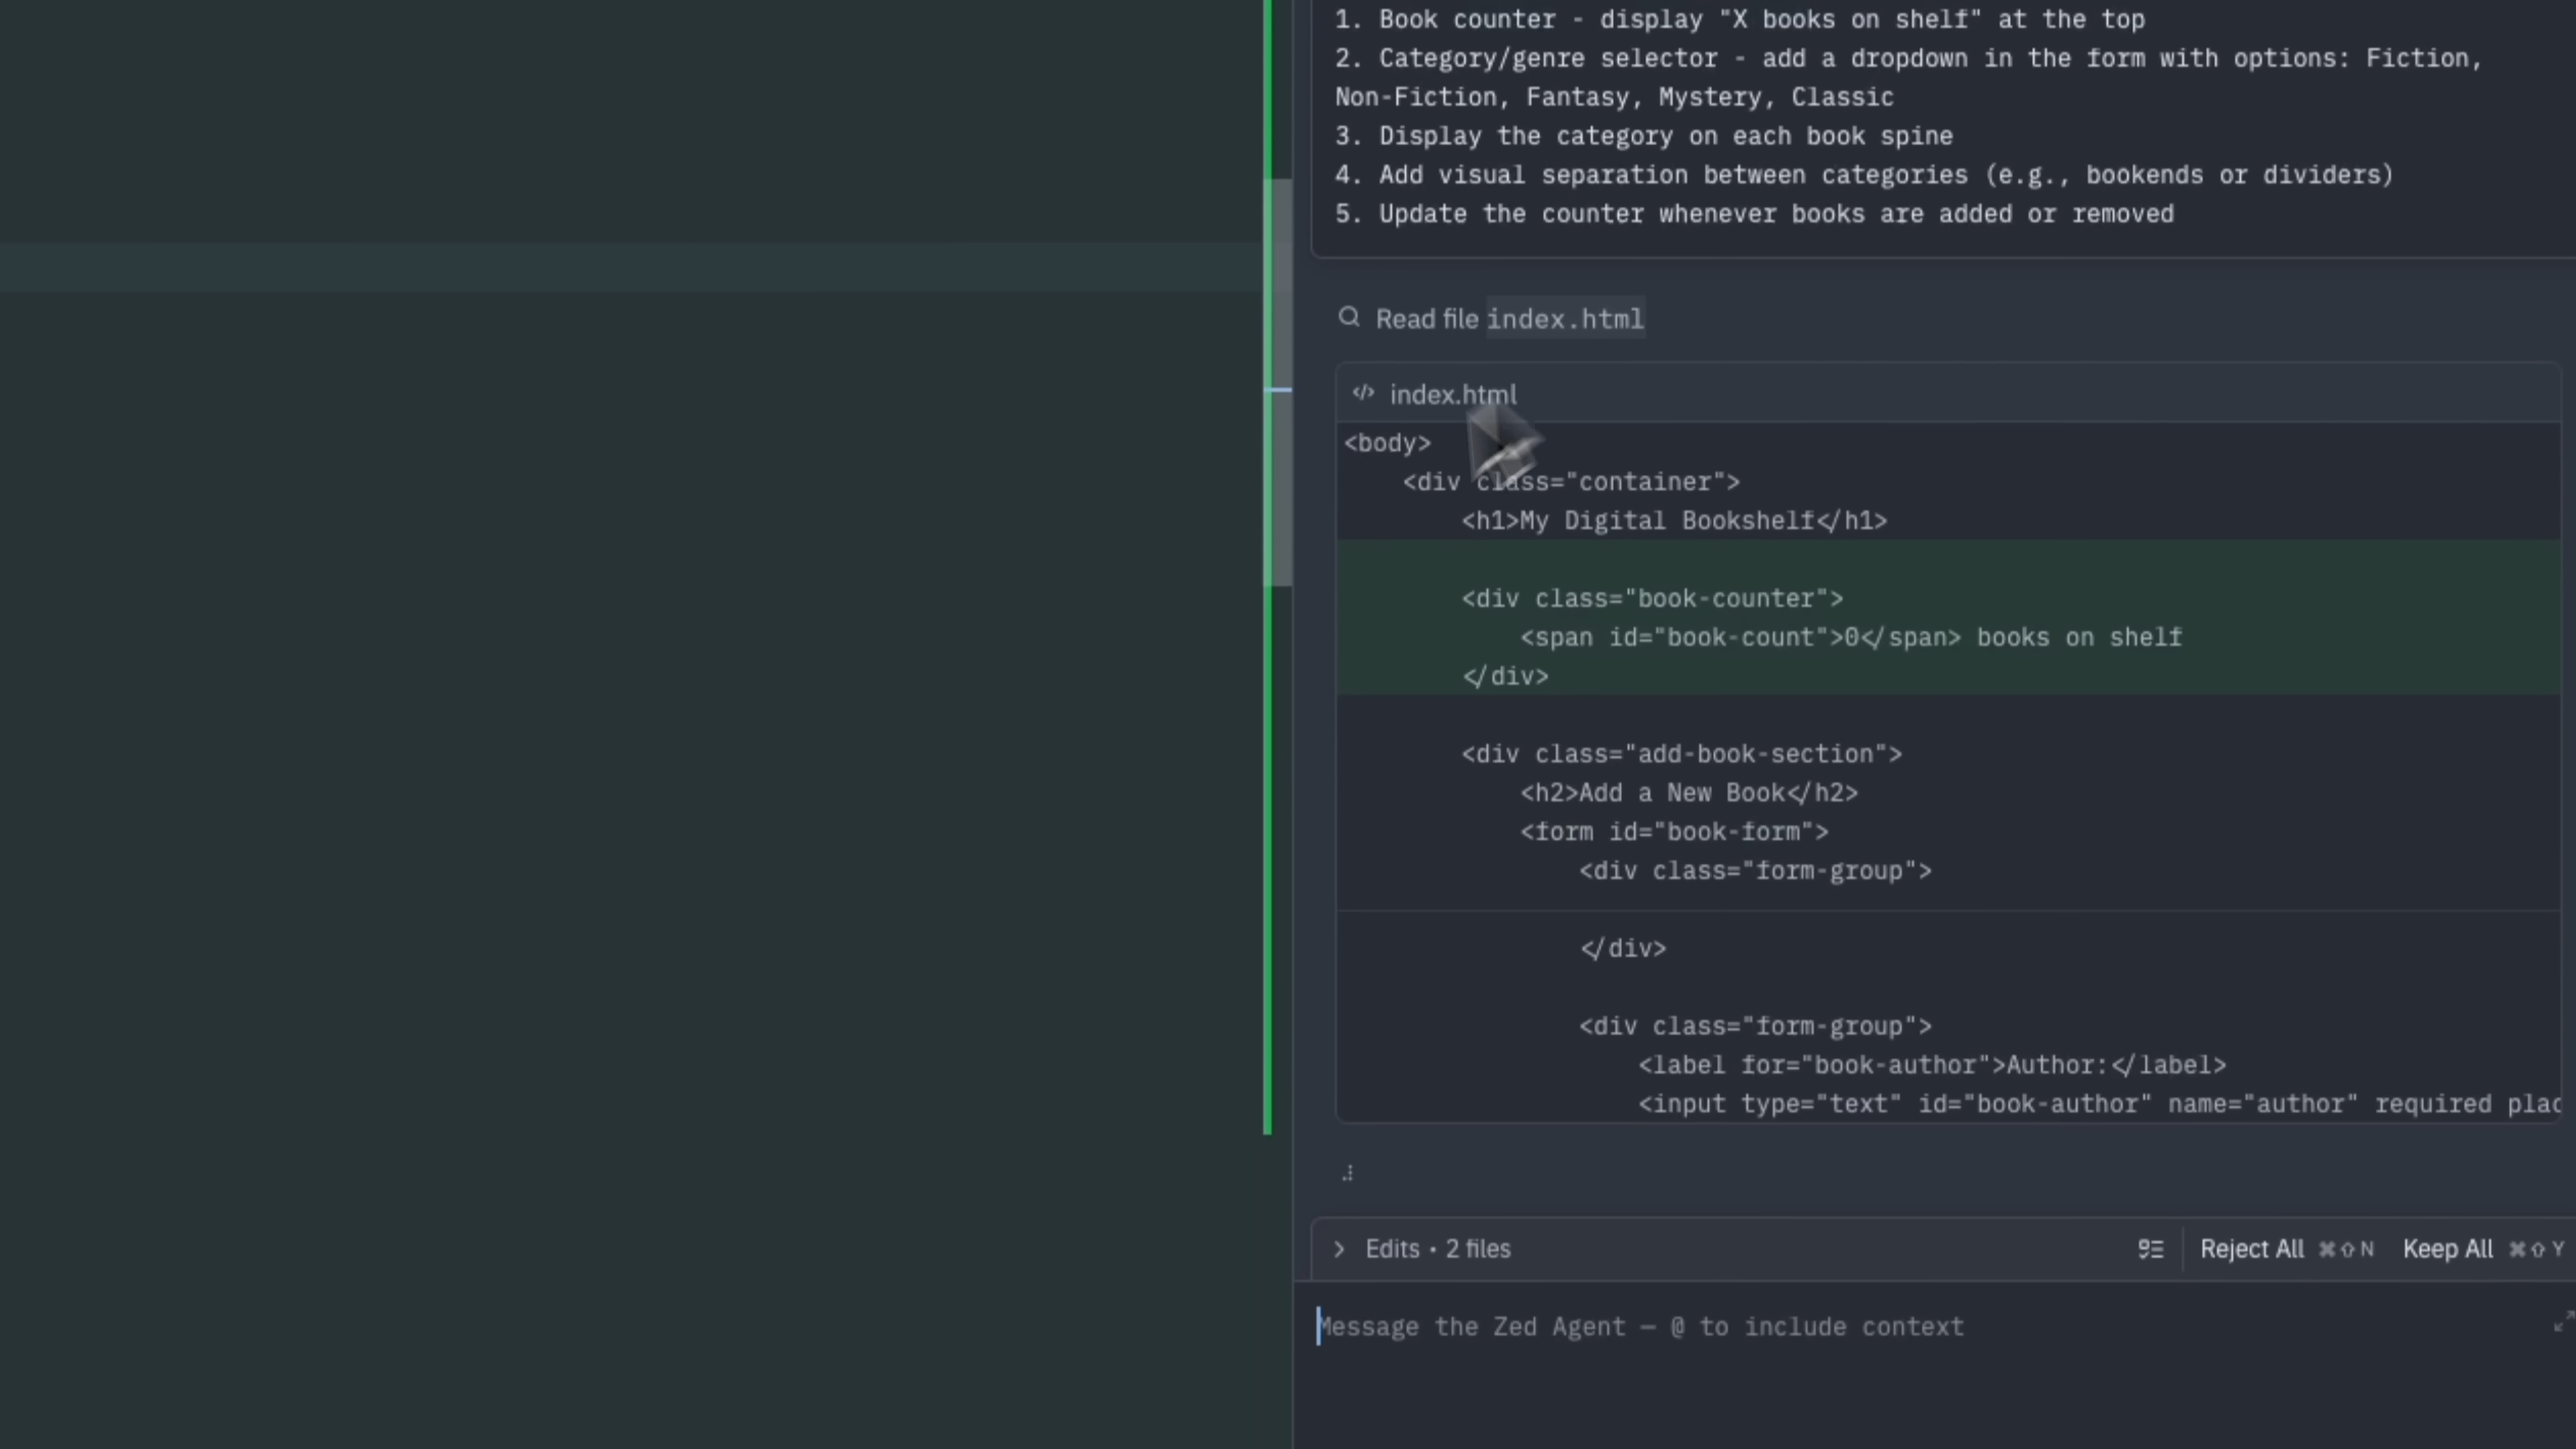 1. Book counter - display "X books on shelf" at the top
2. Category/genre selector - add a dropdown in the form with options: Fiction,
Non-Fiction, Fantasy, Mystery, Classic
3. Display the category on each book spine
4. Add visual separation between categories (e.g., bookends or dividers)
5. Update the counter whenever books are added or removed
Read file index.html
</> index.html
<body>
    <div class="container">
        <h1>My Digital Bookshelf</h1>
        <div class="book-counter">
            <span id="book-count">0</span> books on shelf
        </div>
        <div class="add-book-section">
            <h2>Add a New Book</h2>
            <form id="book-form">
                <div class="form-group">
                </div>
                <div class="form-group">
                    <label for="book-author">Author:</label>
                    <input type="text" id="book-author" name="author" required plac
Edits • 2 files Reject All ⌘⇧N Keep All ⌘⇧Y
Message the Zed Agent — @ to include context